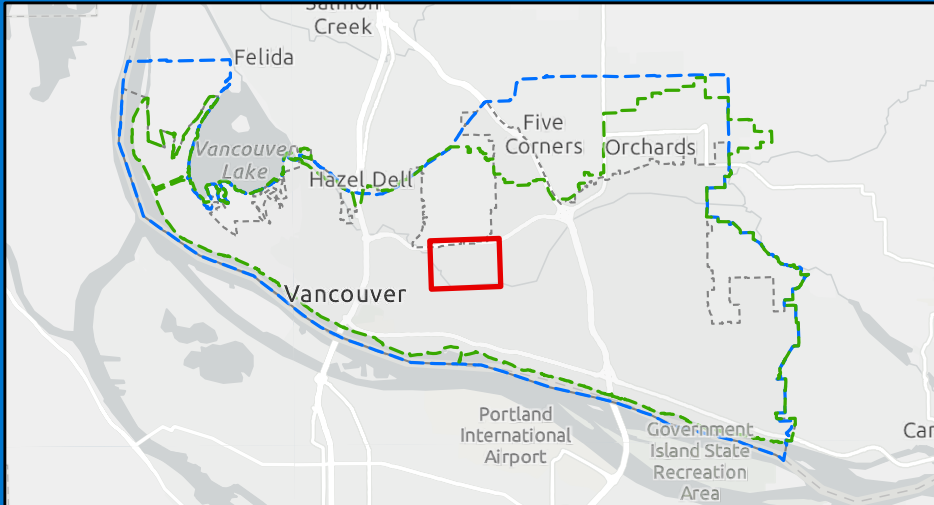 Salmon
Creek
Felida
Five
Corners
Orchards
Vancouver
Lake
Hazel Dell
Vancouver
Portland
International
Airport
Government
Island State
Recreation
Area
Car